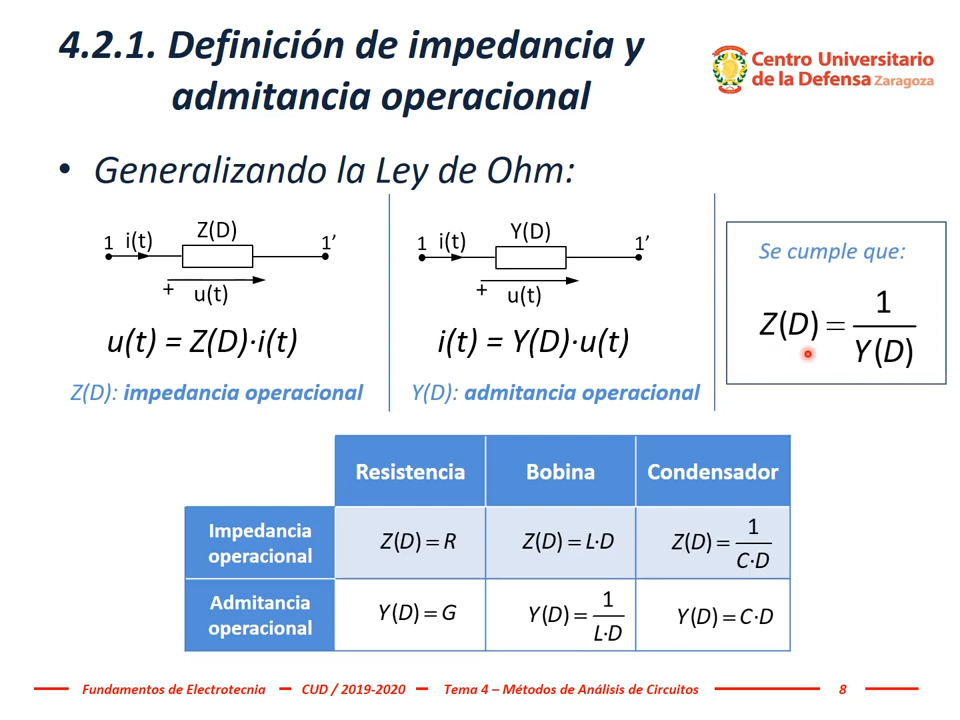 4.2.1. Definición de impedancia y
admitancia operacional
Centro Universitario
de la Defensa Zaragoza
• Generalizando la Ley de Ohm:
1 i(t) Z(D) 1’
+ u(t)
u(t) = Z(D)·i(t)
Z(D): impedancia operacional
1 i(t) Y(D) 1’
+ u(t)
i(t) = Y(D)·u(t)
Y(D): admitancia operacional
Se cumple que:
Z(D) = 1 / Y(D)
Resistencia Bobina Condensador
Impedancia operacional Z(D) = R Z(D) = L·D Z(D) = 1 / C·D
Admitancia operacional Y(D) = G Y(D) = 1 / L·D Y(D) = C·D
Fundamentos de Electrotecnia — CUD / 2019-2020 — Tema 4 – Métodos de Análisis de Circuitos — 8